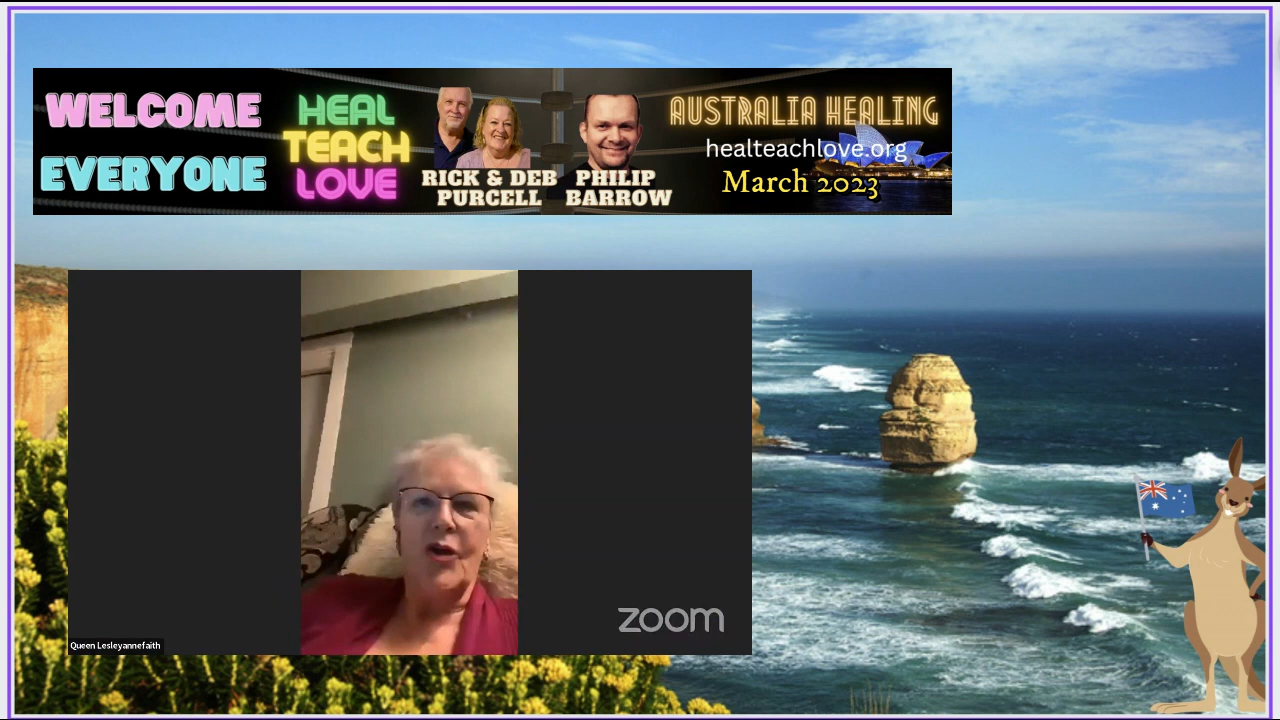 WELCOME
EVERYONE
HEAL
TEACH
LOVE
RICK & DEB
PURCELL
PHILIP
BARROW
AUSTRALIA HEALING
healteachlove.org
March 2023
zoom
Queen Lesleyannefaith